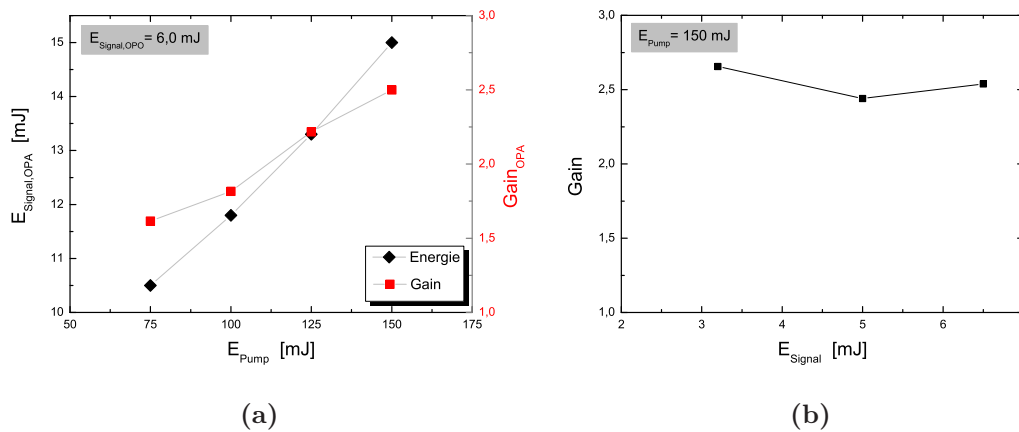 E_Signal,OPO = 6,0 mJ
E_Signal,OPA [mJ]
15
14
13
12
11
10
3,0
2,5
2,0
1,5
1,0
Gain_OPA
Energie
Gain
50 75 100 125 150 175
E_Pump [mJ]
(a)
E_Pump = 150 mJ
Gain
3,0
2,5
2,0
1,5
1,0
2 3 4 5 6
E_Signal [mJ]
(b)